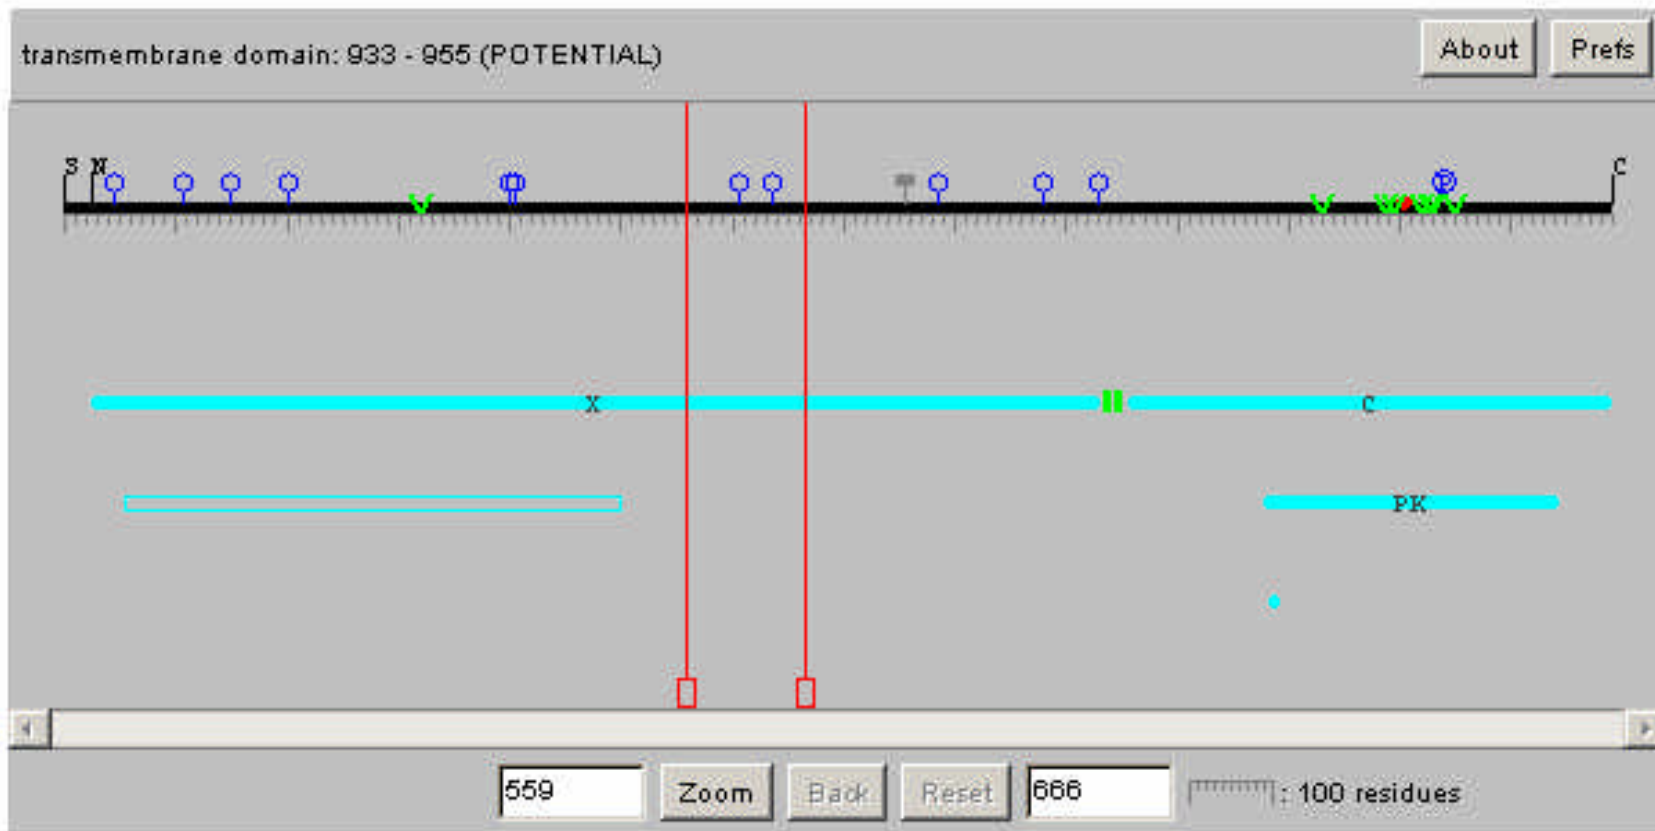 transmembrane domain: 933 - 955 (POTENTIAL)
About
Prefs
S N C
P
X C
PK
559 Zoom Back Reset 666 : 100 residues